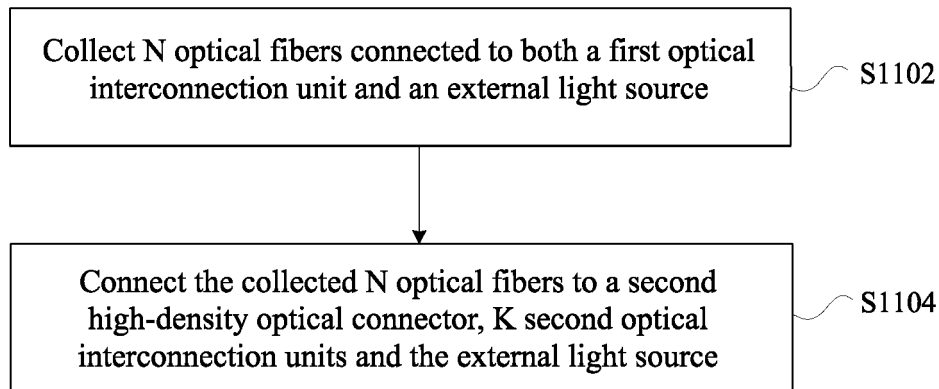 Collect N optical fibers connected to both a first optical
interconnection unit and an external light source
S1102
Connect the collected N optical fibers to a second
high-density optical connector, K second optical
interconnection units and the external light source
S1104